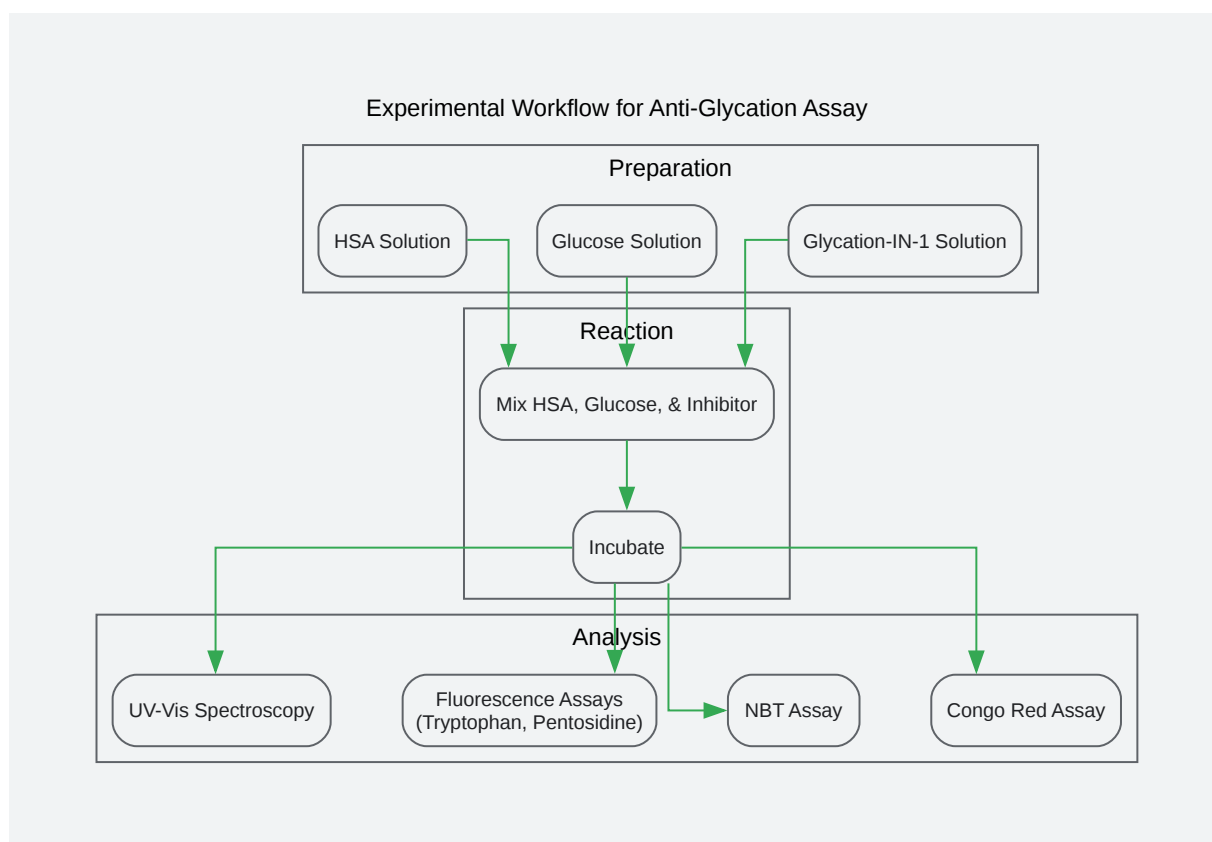 Experimental Workflow for Anti-Glycation Assay
Preparation
HSA Solution
Glucose Solution
Glycation-IN-1 Solution
Reaction
Mix HSA, Glucose, & Inhibitor
Incubate
Analysis
UV-Vis Spectroscopy
Fluorescence Assays
(Tryptophan, Pentosidine)
NBT Assay
Congo Red Assay